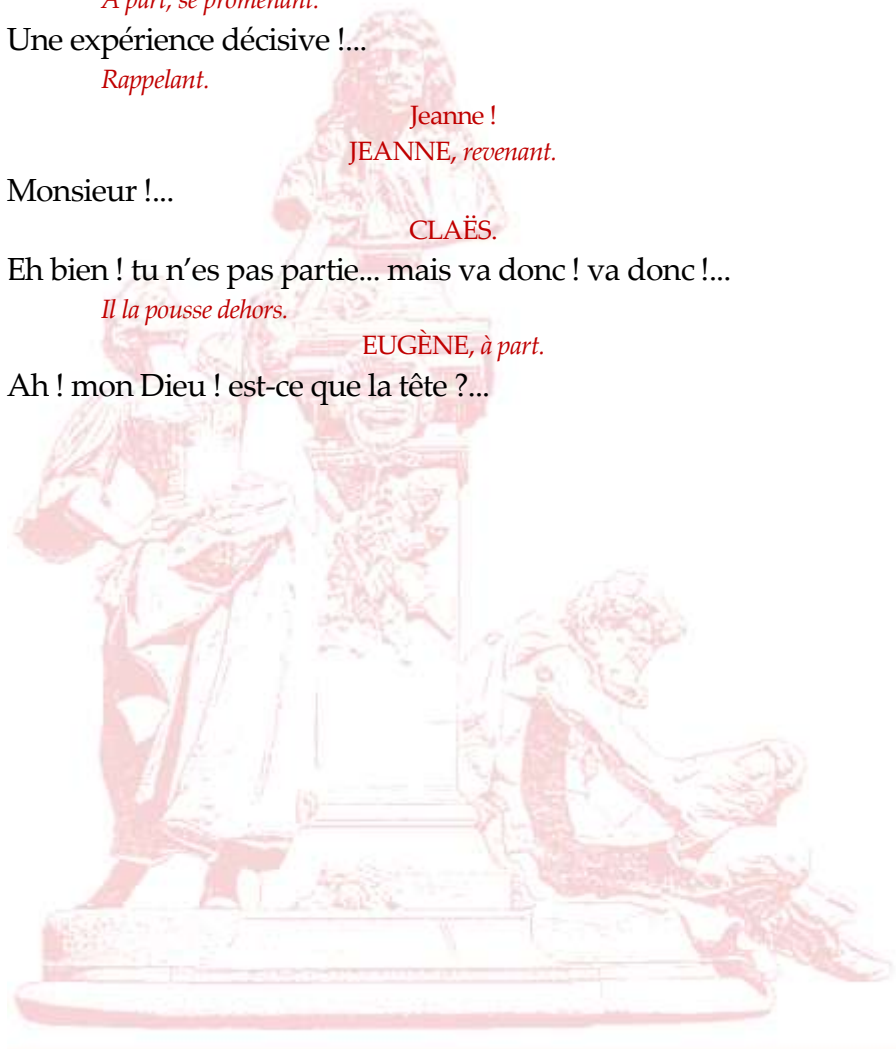 À part, se promenant.
Une expérience décisive !...
Rappelant.
Jeanne !
JEANNE, revenant.
Monsieur !...
CLAËS.
Eh bien ! tu n’es pas partie... mais va donc ! va donc !...
Il la pousse dehors.
EUGÈNE, à part.
Ah ! mon Dieu ! est-ce que la tête ?...